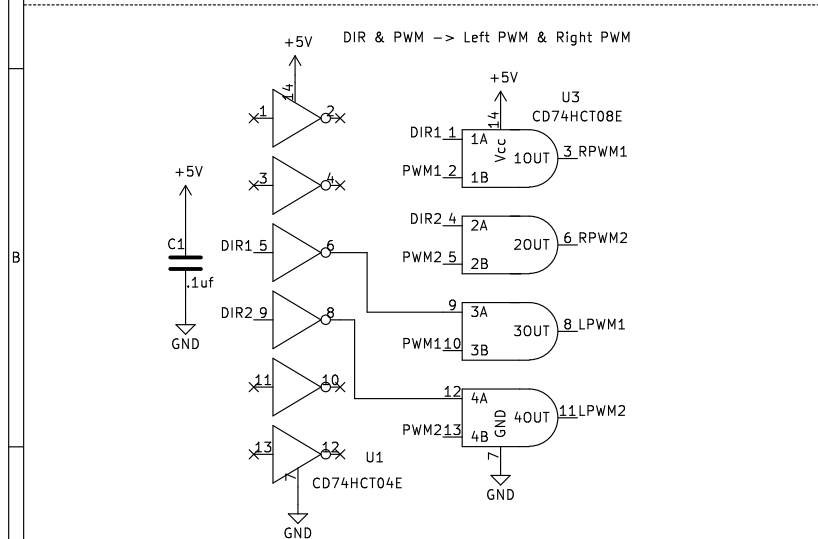 DIR & PWM -> Left PWM & Right PWM
+5V
14
1 2
3 4
DIR1 5 6
DIR2 9 8
11 10
13 12
7
U1
CD74HCT04E
GND
+5V
C1
.1uf
GND
B
+5V
U3
CD74HCT08E
14
Vcc
DIR1 1 1A
1OUT 3 RPWM1
PWM1 2 1B
DIR2 4 2A
2OUT 6 RPWM2
PWM2 5 2B
9 3A
3OUT 8 LPWM1
PWM1 10 3B
12 4A
4OUT 11 LPWM2
PWM2 13 4B
GND
7
GND